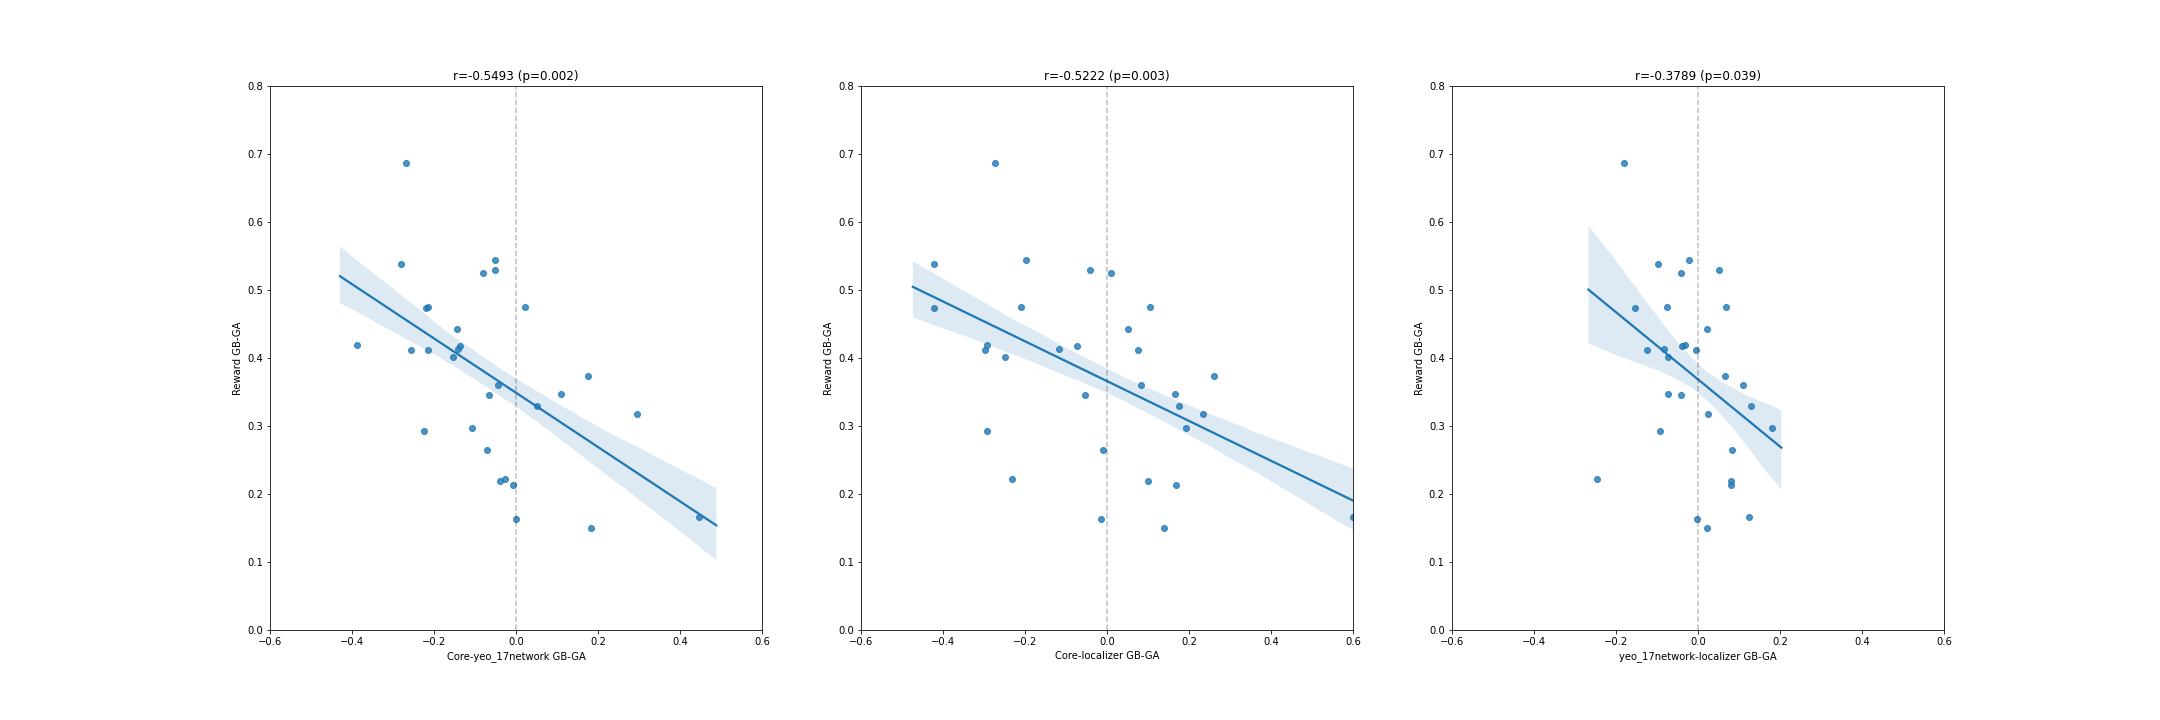 r=-0.5493 (p=0.002)
0.8
0.7
0.6
0.5
0.4
0.3
0.2
0.1
0.0
Reward GB-GA
−0.6 −0.4 −0.2 0.0 0.2 0.4 0.6
Core-yeo_17network GB-GA
r=-0.5222 (p=0.003)
0.8
0.7
0.6
0.5
0.4
0.3
0.2
0.1
0.0
Reward GB-GA
−0.6 −0.4 −0.2 0.0 0.2 0.4 0.6
Core-localizer GB-GA
r=-0.3789 (p=0.039)
0.8
0.7
0.6
0.5
0.4
0.3
0.2
0.1
0.0
Reward GB-GA
−0.6 −0.4 −0.2 0.0 0.2 0.4 0.6
yeo_17network-localizer GB-GA